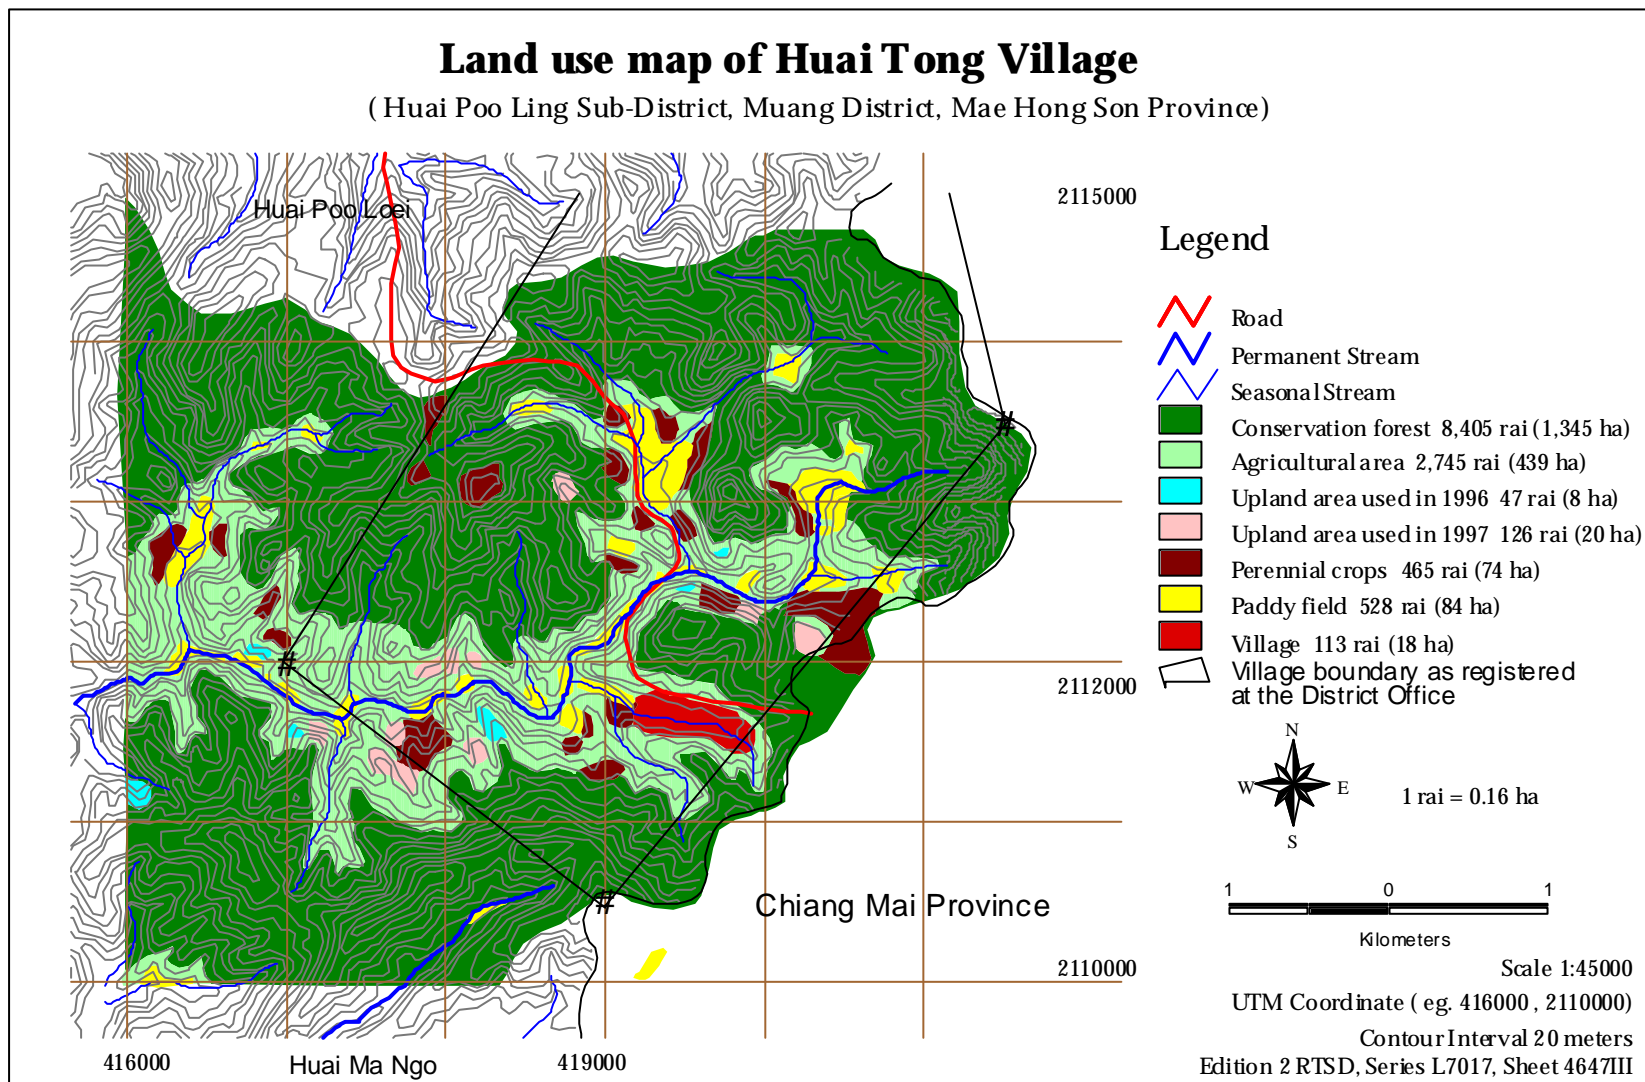 Land use map of Huai Tong Village
( Huai Poo Ling Sub-District, Muang District, Mae Hong Son Province)
Huai Poo Loei
2115000
Legend
Road
Permanent Stream
Seasonal Stream
Conservation forest 8,405 rai (1,345 ha)
Agricultural area 2,745 rai (439 ha)
Upland area used in 1996 47 rai (8 ha)
Upland area used in 1997 126 rai (20 ha)
Perennial crops 465 rai (74 ha)
Paddy field 528 rai (84 ha)
Village 113 rai (18 ha)
Village boundary as registered
at the District Office
2112000
N
W E
S
1 rai = 0.16 ha
#
#
#
Chiang Mai Province
1 0 1
Kilometers
2110000
Scale 1:45000
UTM Coordinate ( eg. 416000 , 2110000)
Contour Interval 20 meters
Edition 2 RTSD, Series L7017, Sheet 4647III
416000
Huai Ma Ngo
419000